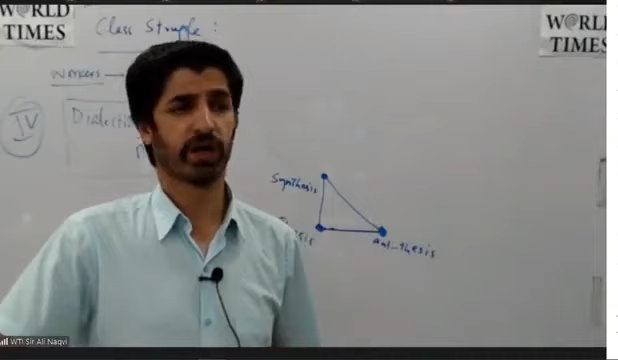 WORLD
TIMES
WORLD
TIMES
Class Struggle :
Workers →
IV
Dialectic
Synthesis
anti-thesis
WTI Sir Ali Naqvi